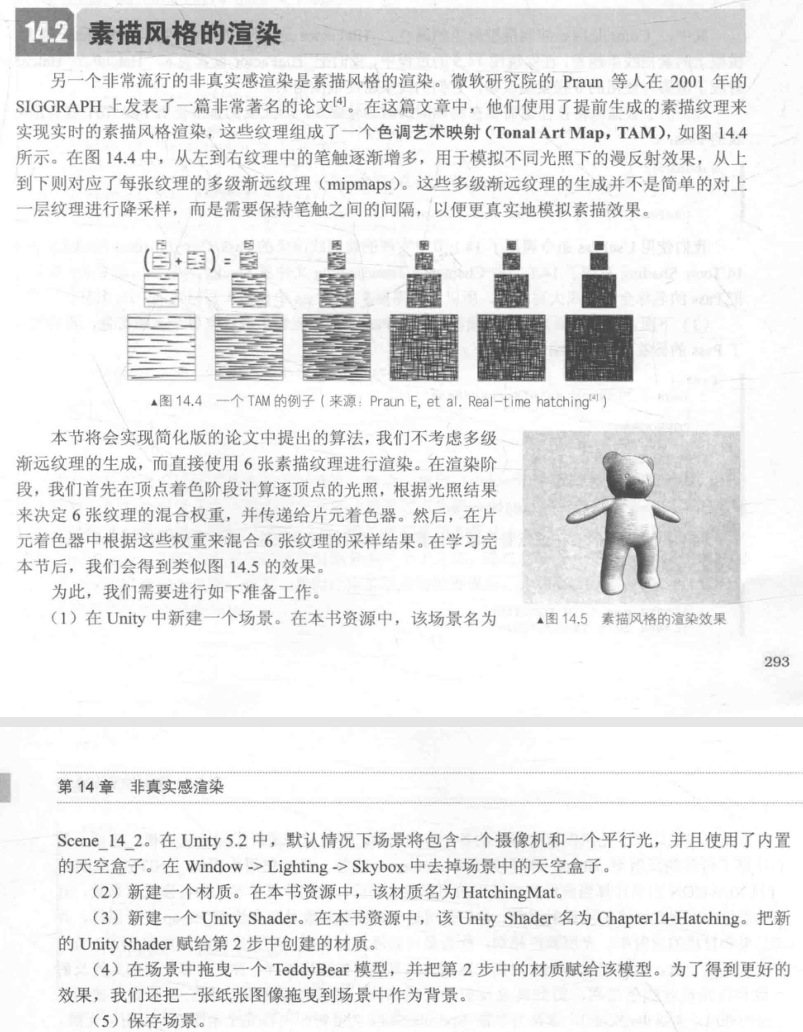 14.2 素描风格的渲染
另一个非常流行的非真实感渲染是素描风格的渲染。微软研究院的 Praun 等人在 2001 年的
SIGGRAPH 上发表了一篇非常著名的论文[4]。在这篇文章中，他们使用了提前生成的素描纹理来
实现实时的素描风格渲染，这些纹理组成了一个色调艺术映射（Tonal Art Map，TAM），如图 14.4
所示。在图 14.4 中，从左到右纹理中的笔触逐渐增多，用于模拟不同光照下的漫反射效果，从上
到下则对应了每张纹理的多级渐远纹理（mipmaps）。这些多级渐远纹理的生成并不是简单的对上
一层纹理进行降采样，而是需要保持笔触之间的间隔，以便更真实地模拟素描效果。
( + ) =
▲图 14.4 一个 TAM 的例子（来源：Praun E, et al. Real-time hatching[4]）
本节将会实现简化版的论文中提出的算法，我们不考虑多级
渐远纹理的生成，而直接使用 6 张素描纹理进行渲染。在渲染阶
段，我们首先在顶点着色阶段计算逐顶点的光照，根据光照结果
来决定 6 张纹理的混合权重，并传递给片元着色器。然后，在片
元着色器中根据这些权重来混合 6 张纹理的采样结果。在学习完
本节后，我们会得到类似图 14.5 的效果。
为此，我们需要进行如下准备工作。
（1）在 Unity 中新建一个场景。在本书资源中，该场景名为
▲图 14.5 素描风格的渲染效果
293
第 14 章 非真实感渲染
Scene_14_2。在 Unity 5.2 中，默认情况下场景将包含一个摄像机和一个平行光，并且使用了内置
的天空盒子。在 Window -> Lighting -> Skybox 中去掉场景中的天空盒子。
（2）新建一个材质。在本书资源中，该材质名为 HatchingMat。
（3）新建一个 Unity Shader。在本书资源中，该 Unity Shader 名为 Chapter14-Hatching。把新
的 Unity Shader 赋给第 2 步中创建的材质。
（4）在场景中拖曳一个 TeddyBear 模型，并把第 2 步中的材质赋给该模型。为了得到更好的
效果，我们还把一张纸张图像拖曳到场景中作为背景。
（5）保存场景。